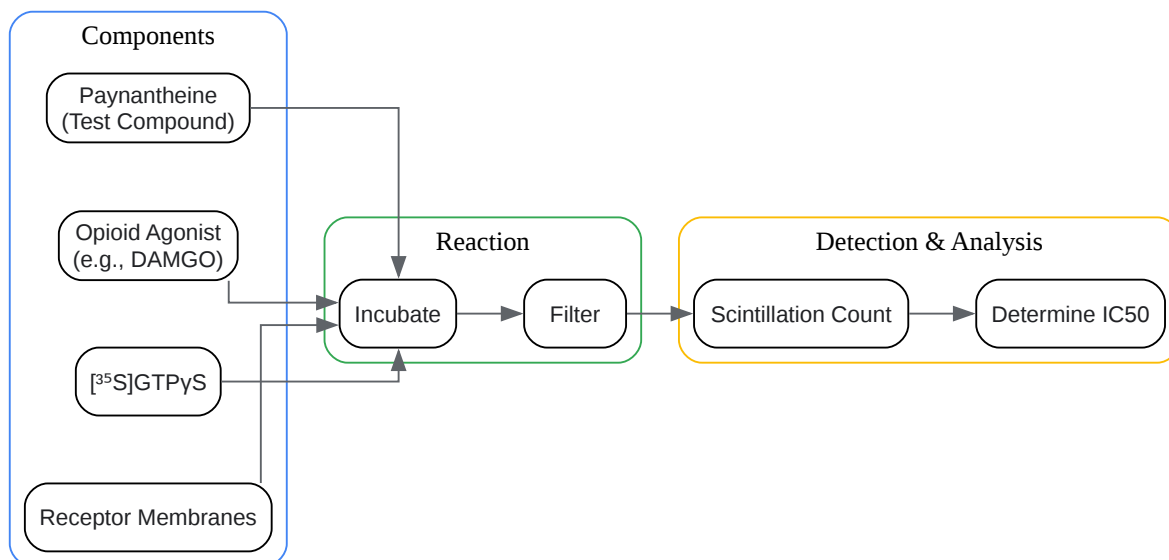 Components
Paynantheine
(Test Compound)
Opioid Agonist
(e.g., DAMGO)
[³⁵S]GTPγS
Receptor Membranes
Reaction
Incubate
Filter
Detection & Analysis
Scintillation Count
Determine IC50